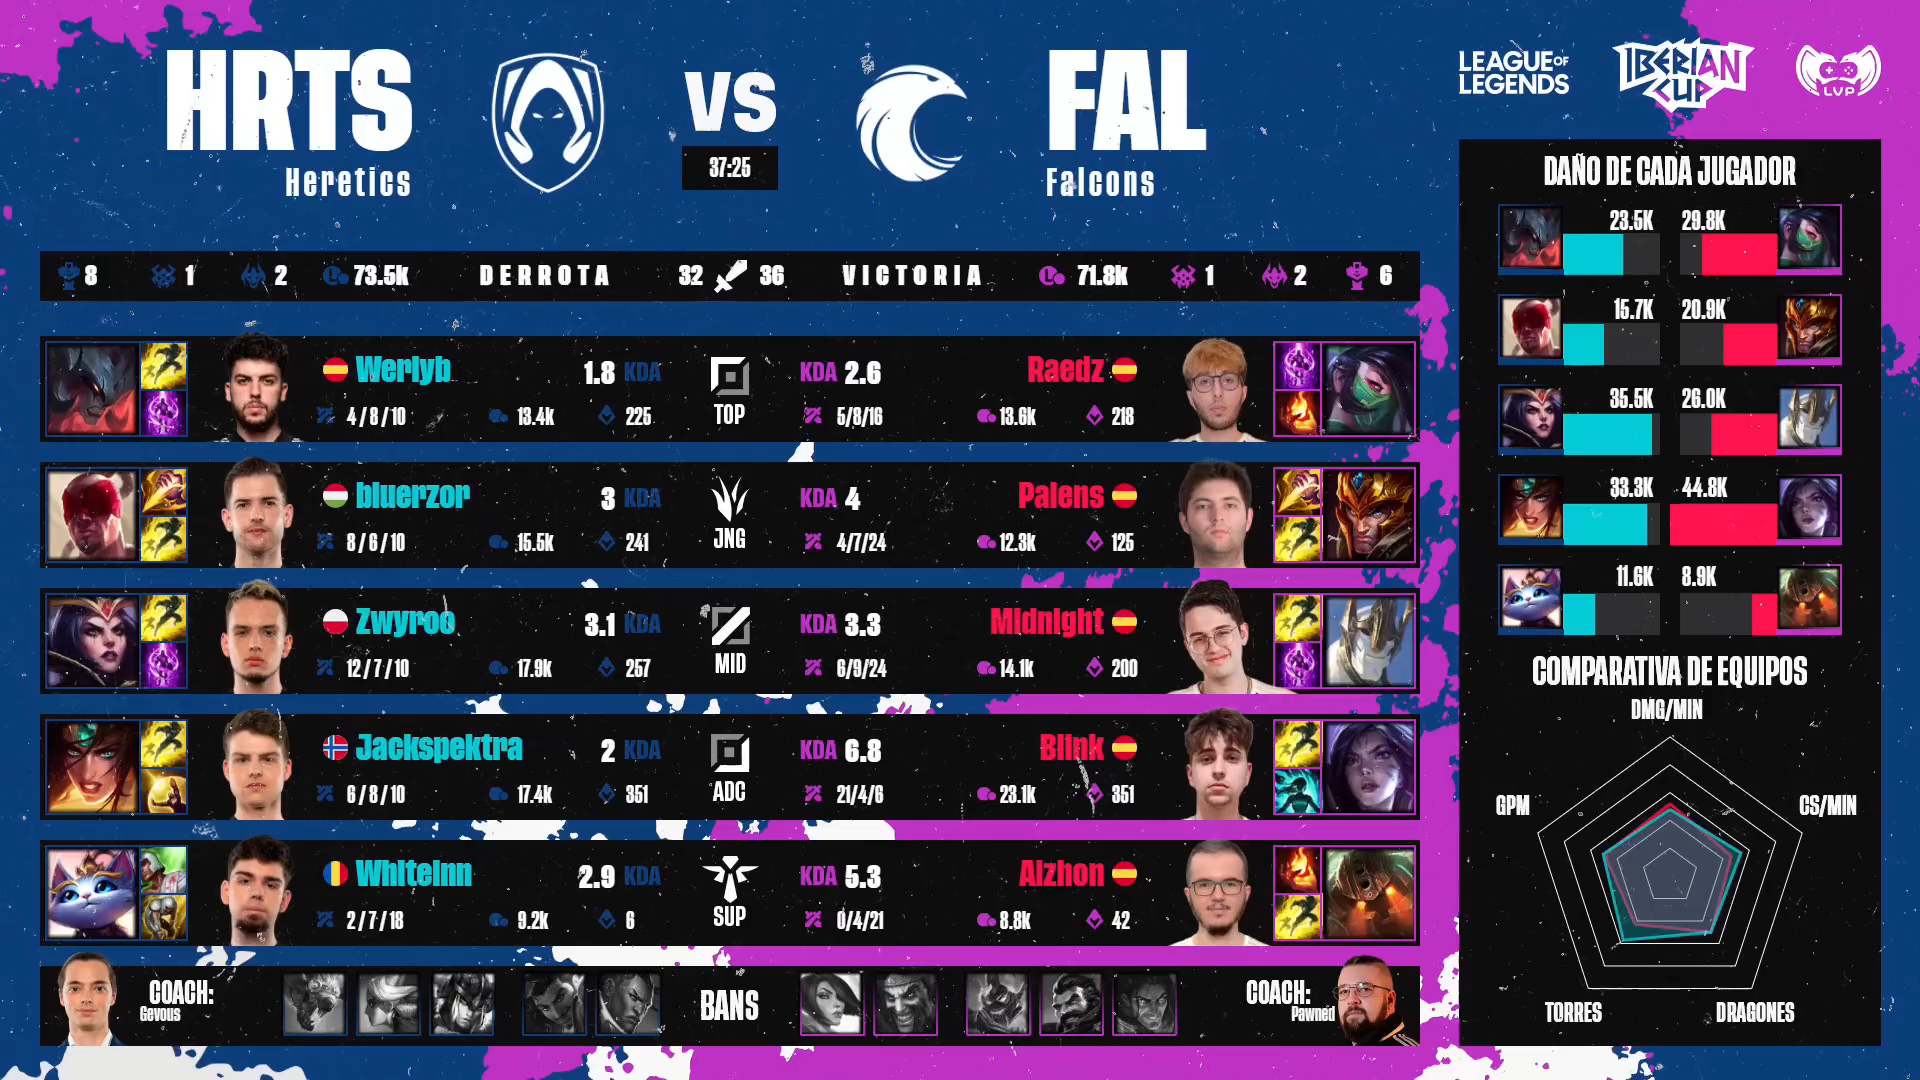 HRTS
Heretics
VS
37:25
FAL
Falcons
LEAGUE OF
LEGENDS
IBERIAN
CUP
LVP
8 1 2 73.5k DERROTA 32 36 VICTORIA 71.8k 1 2 6
Werlyb 1.8 KDA TOP KDA 2.6 Raedz
4/8/10 13.4k 225 5/8/16 13.6k 218
bluerzor 3 KDA JNG KDA 4 Palens
8/6/10 15.5k 241 4/7/24 12.3k 125
Zwyroo 3.1 KDA MID KDA 3.3 Midnight
12/7/10 17.9k 257 6/9/24 14.1k 200
Jackspektra 2 KDA ADC KDA 6.8 Blink
6/8/10 17.4k 351 21/4/6 23.1k 351
WhiteInn 2.9 KDA SUP KDA 5.3 Aizhon
2/7/18 9.2k 6 0/4/21 8.8k 42
COACH:
Gevous
BANS
COACH:
Pawned
DAÑO DE CADA JUGADOR
23.5K 29.8K
15.7K 20.9K
35.5K 26.0K
33.3K 44.8K
11.6K 8.9K
COMPARATIVA DE EQUIPOS
DMG/MIN
GPM CS/MIN
TORRES DRAGONES